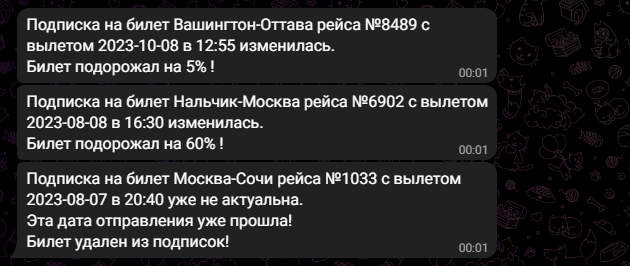 Подписка на билет Вашингтон-Оттава рейса №8489 с
вылетом 2023-10-08 в 12:55 изменилась.
Билет подорожал на 5% !
00:01
Подписка на билет Нальчик-Москва рейса №6902 с вылетом
2023-08-08 в 16:30 изменилась.
Билет подорожал на 60% !
00:01
Подписка на билет Москва-Сочи рейса №1033 с вылетом
2023-08-07 в 20:40 уже не актуальна.
Эта дата отправления уже прошла!
Билет удален из подписок!
00:01